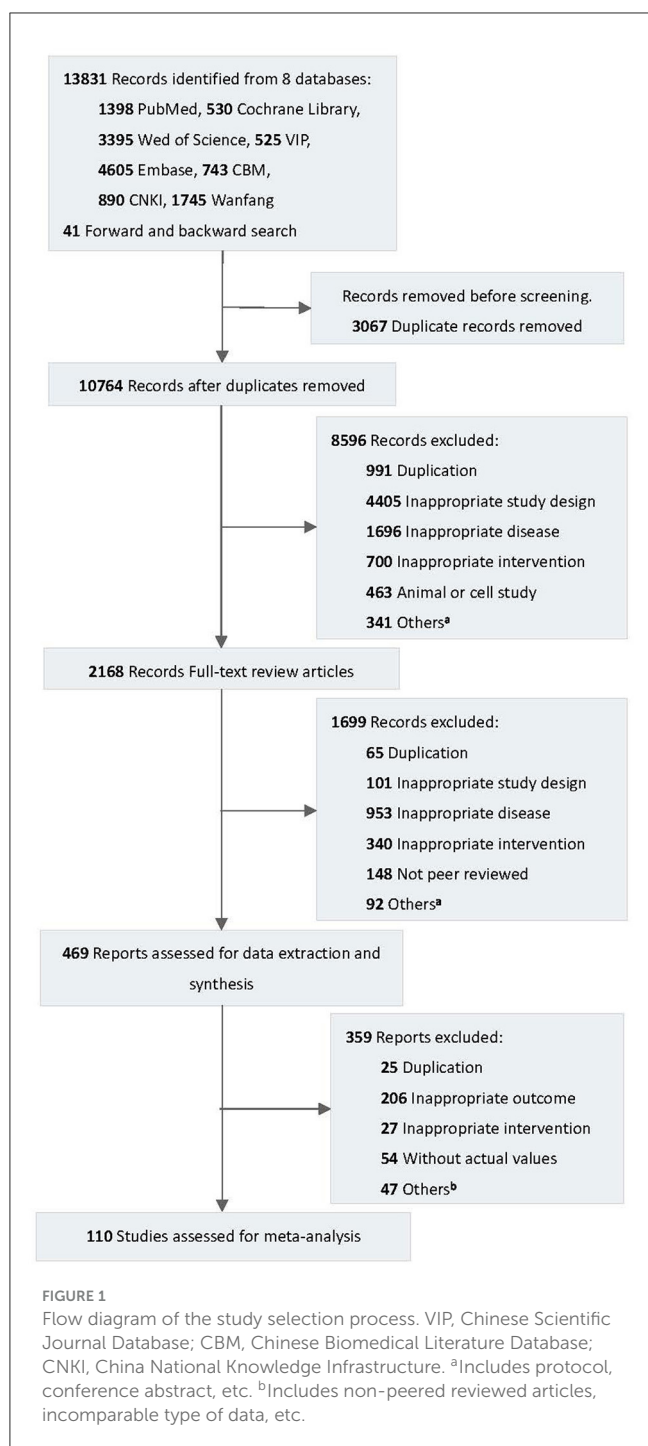 13831 Records identified from 8 databases:
1398 PubMed, 530 Cochrane Library,
3395 Wed of Science, 525 VIP,
4605 Embase, 743 CBM,
890 CNKI, 1745 Wanfang
41 Forward and backward search
Records removed before screening.
3067 Duplicate records removed
10764 Records after duplicates removed
8596 Records excluded:
991 Duplication
4405 Inappropriate study design
1696 Inappropriate disease
700 Inappropriate intervention
463 Animal or cell study
341 Othersᵃ
2168 Records Full-text review articles
1699 Records excluded:
65 Duplication
101 Inappropriate study design
953 Inappropriate disease
340 Inappropriate intervention
148 Not peer reviewed
92 Othersᵃ
469 Reports assessed for data extraction and
synthesis
359 Reports excluded:
25 Duplication
206 Inappropriate outcome
27 Inappropriate intervention
54 Without actual values
47 Othersᵇ
110 Studies assessed for meta-analysis
FIGURE 1
Flow diagram of the study selection process. VIP, Chinese Scientific
Journal Database; CBM, Chinese Biomedical Literature Database;
CNKI, China National Knowledge Infrastructure. ᵃIncludes protocol,
conference abstract, etc. ᵇIncludes non-peered reviewed articles,
incomparable type of data, etc.